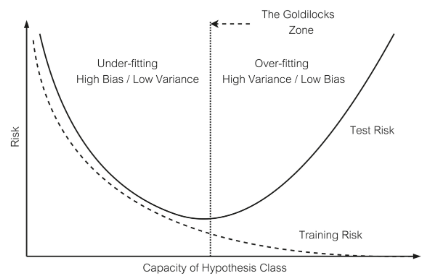 The Goldilocks
Zone
Under-fitting
High Bias / Low Variance
Over-fitting
High Variance / Low Bias
Risk
Test Risk
Training Risk
Capacity of Hypothesis Class